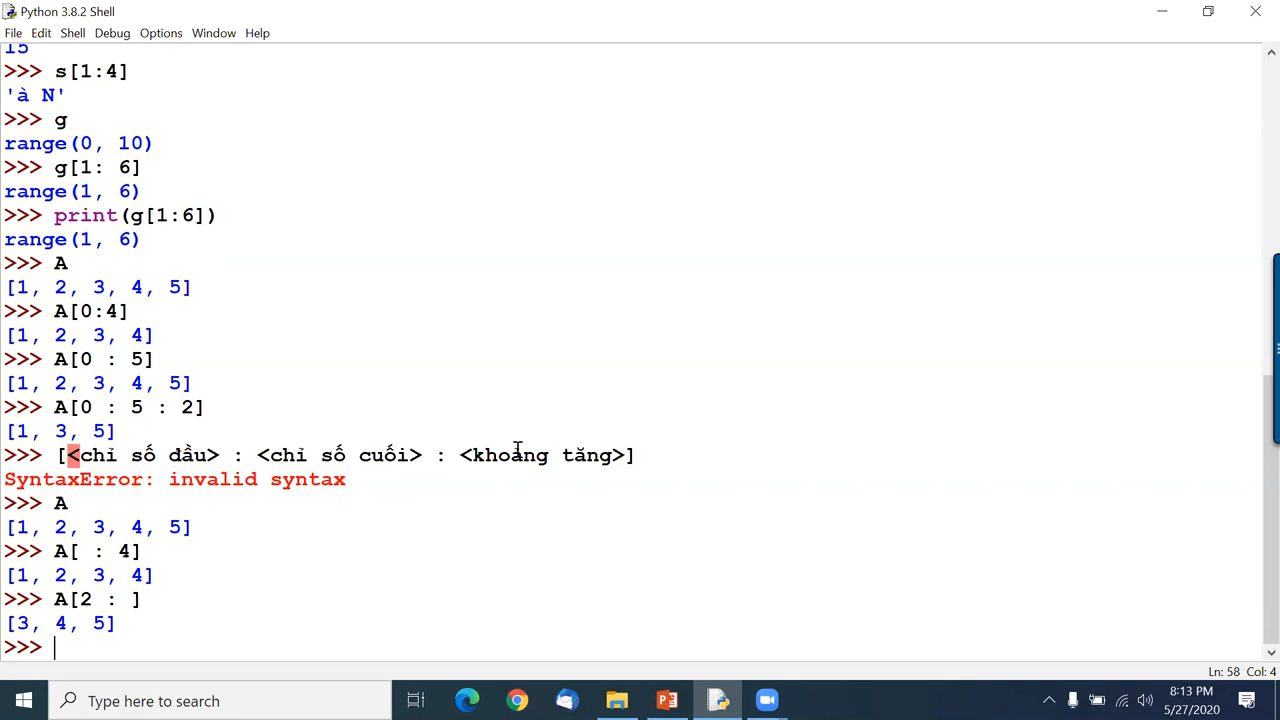 Python 3.8.2 Shell
File Edit Shell Debug Options Window Help
15
>>> s[1:4]
'à N'
>>> g
range(0, 10)
>>> g[1: 6]
range(1, 6)
>>> print(g[1:6])
range(1, 6)
>>> A
[1, 2, 3, 4, 5]
>>> A[0:4]
[1, 2, 3, 4]
>>> A[0 : 5]
[1, 2, 3, 4, 5]
>>> A[0 : 5 : 2]
[1, 3, 5]
>>> [<chỉ số đầu> : <chỉ số cuối> : <khoảng tăng>]
SyntaxError: invalid syntax
>>> A
[1, 2, 3, 4, 5]
>>> A[ : 4]
[1, 2, 3, 4]
>>> A[2 : ]
[3, 4, 5]
>>>
Ln: 58 Col: 4
Type here to search
8:13 PM
5/27/2020